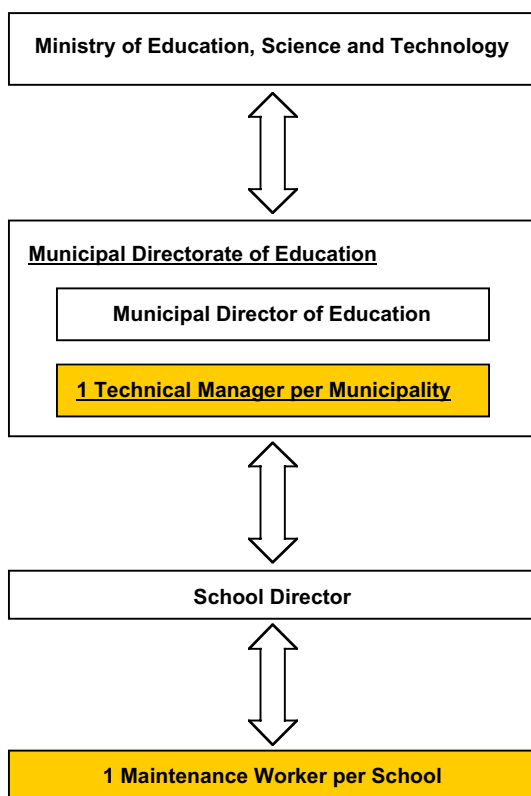 Ministry of Education, Science and Technology
Municipal Directorate of Education
Municipal Director of Education
1 Technical Manager per Municipality
School Director
1 Maintenance Worker per School